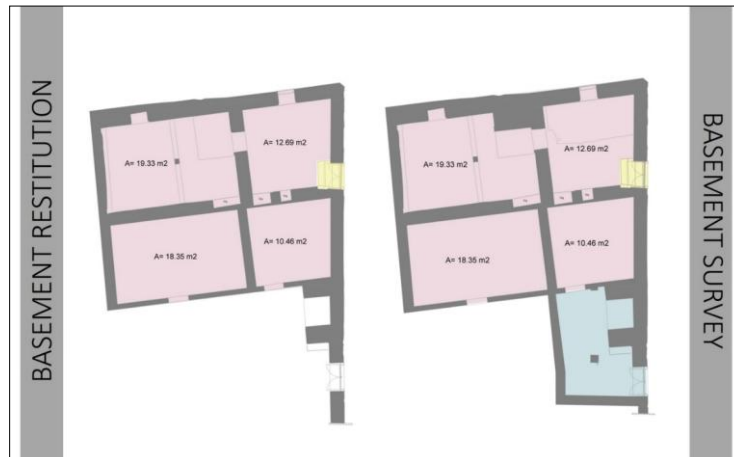 BASEMENT RESTITUTION
A= 19.33 m2
A= 12.69 m2
A= 18.35 m2
A= 10.46 m2
A= 19.33 m2
A= 12.69 m2
A= 18.35 m2
A= 10.46 m2
BASEMENT SURVEY